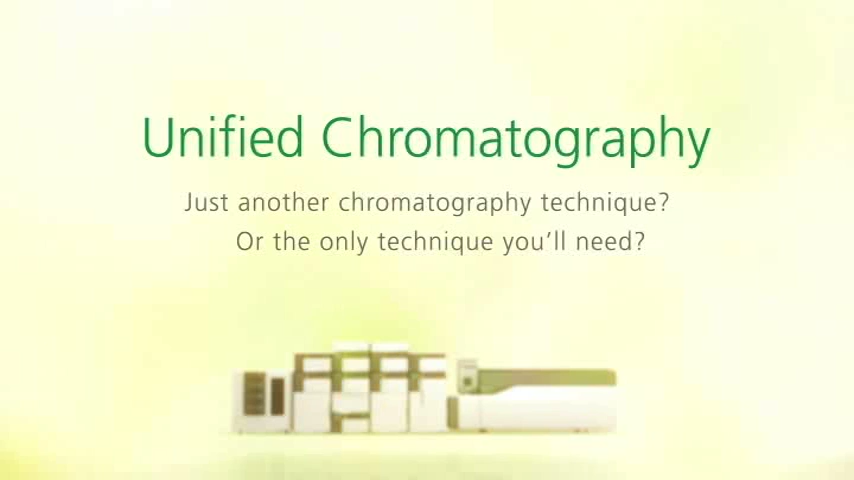 Unified Chromatography
Just another chromatography technique?
Or the only technique you’ll need?